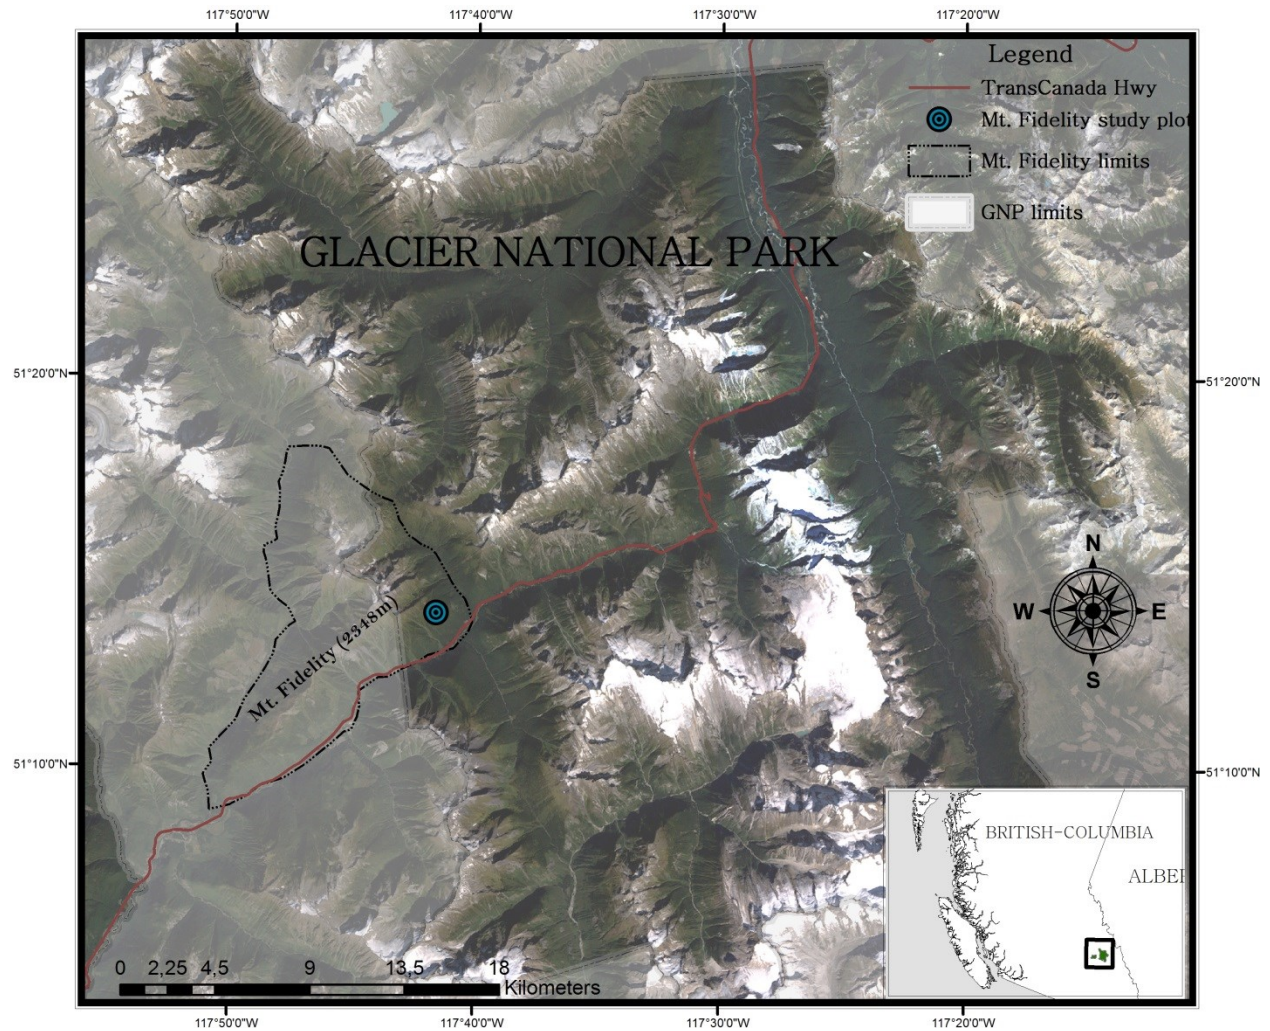 117°50'0"W 117°40'0"W 117°30'0"W 117°20'0"W
Legend
TransCanada Hwy
Mt. Fidelity study plot
Mt. Fidelity limits
GNP limits
GLACIER NATIONAL PARK
51°20'0"N 51°20'0"N
N
W E
S
Mt. Fidelity (2348m)
51°10'0"N 51°10'0"N
BRITISH-COLUMBIA
ALBER
0 2,25 4,5 9 13,5 18
Kilometers
117°50'0"W 117°40'0"W 117°30'0"W 117°20'0"W